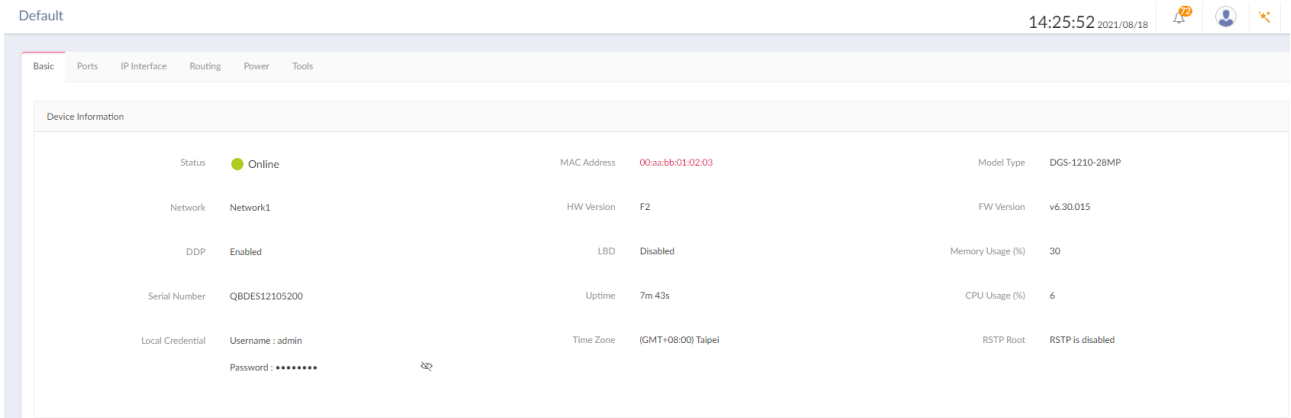 Default
14:25:52 2021/08/18
72
Basic Ports IP Interface Routing Power Tools
Device Information
Status Online MAC Address 00:aa:bb:01:02:03 Model Type DGS-1210-28MP
Network Network1 HW Version F2 FW Version v6.30.015
DDP Enabled LBD Disabled Memory Usage (%) 30
Serial Number QBDES12105200 Uptime 7m 43s CPU Usage (%) 6
Local Credential Username : admin Time Zone (GMT+08:00) Taipei RSTP Root RSTP is disabled
Password : ••••••••